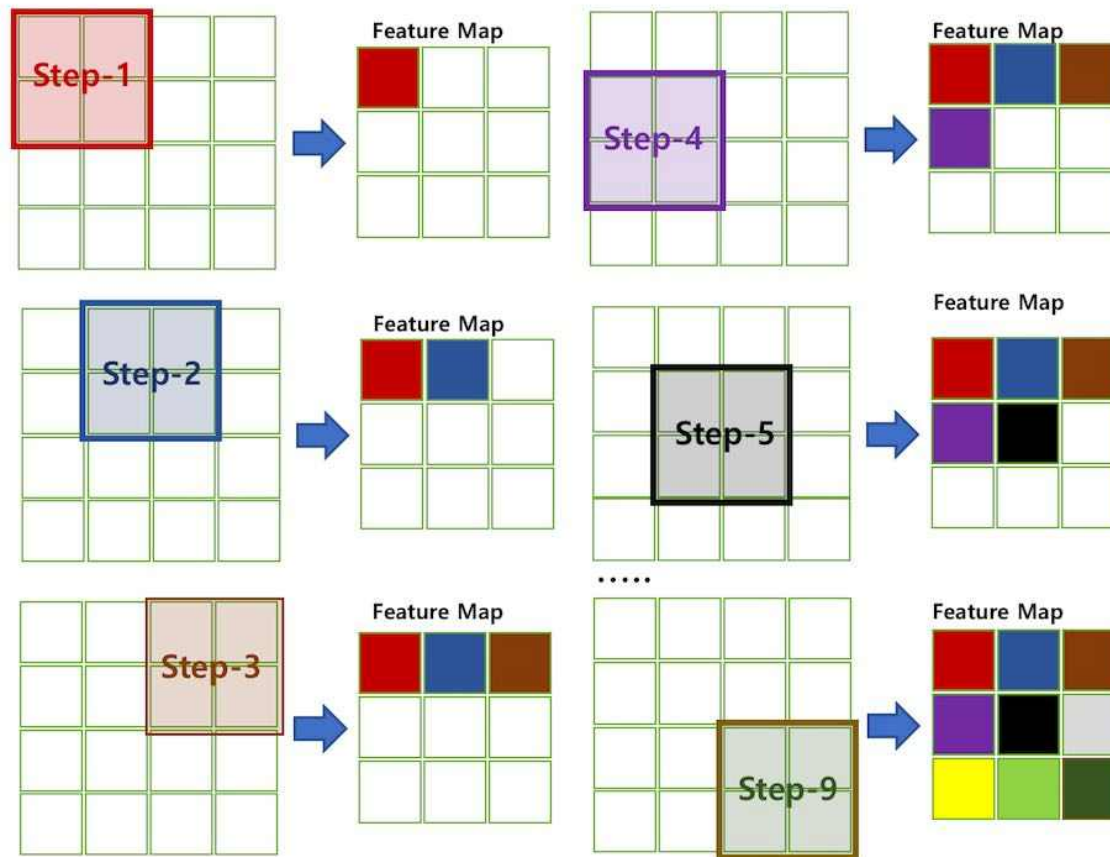 Feature Map
Step-1
Feature Map
Step-4
Feature Map
Step-2
Feature Map
Step-5
.....
Feature Map
Step-3
Feature Map
Step-9